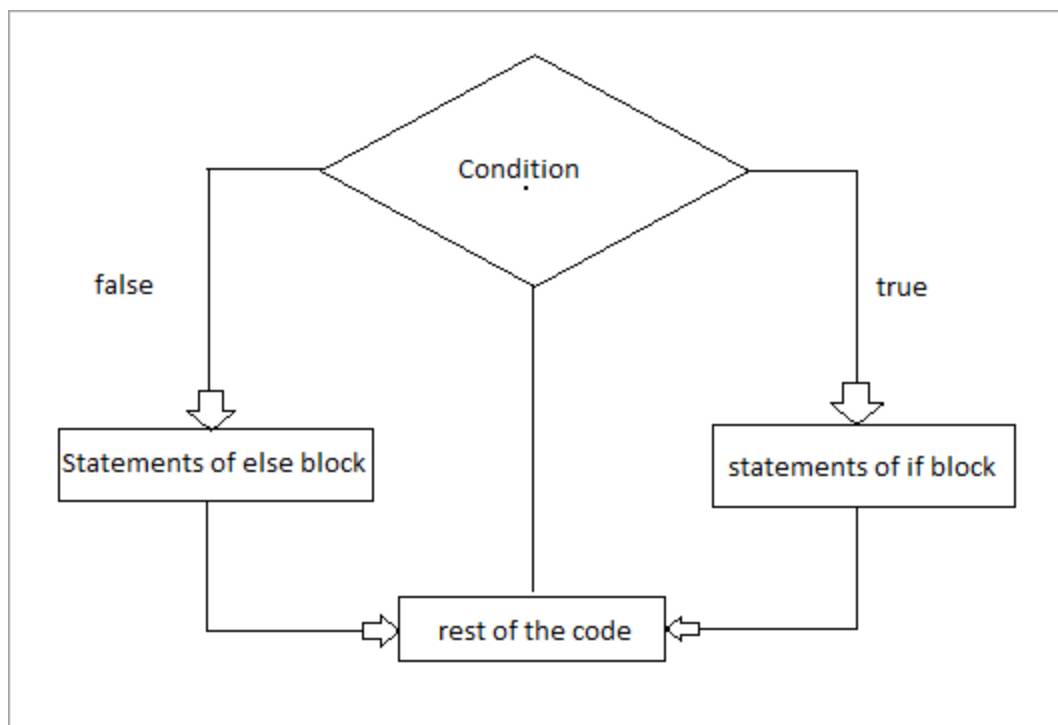 Condition
false
true
Statements of else block
statements of if block
rest of the code